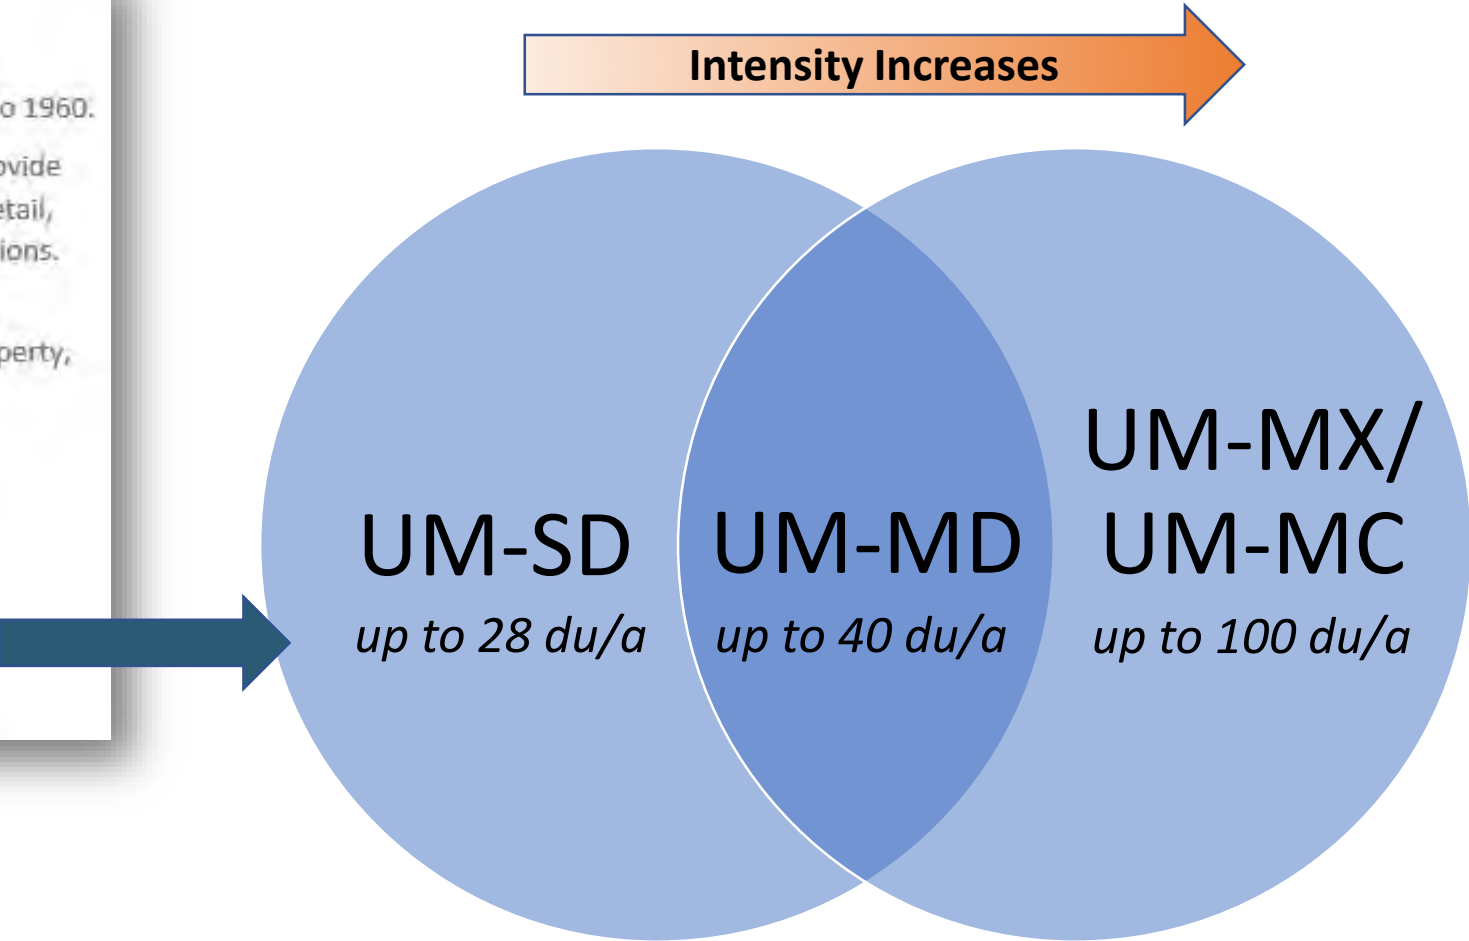 o 1960.
ovide
etail,
ions.
perty,
Intensity Increases
UM-SD
up to 28 du/a
UM-MD
up to 40 du/a
UM-MX/
UM-MC
up to 100 du/a